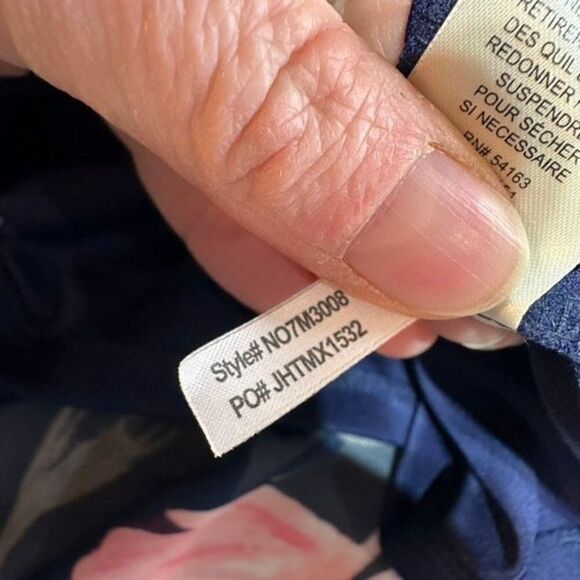 RETIRER
DES QUIL
REDONNER
SUSPENDRE
POUR SECHER
SI NECESSAIRE
RN# 54163
Style# NO7M3008
PO# JHTMX1532